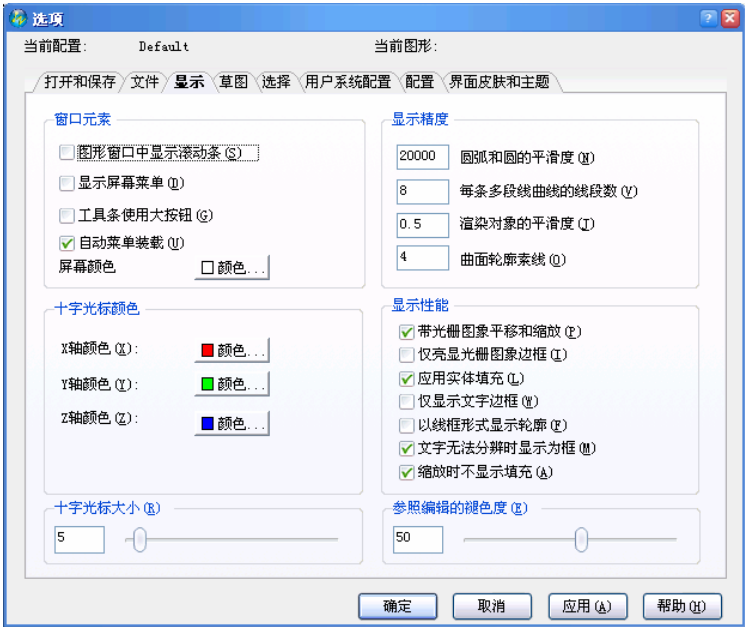 选项
当前配置: Default 当前图形:
打开和保存 文件 显示 草图 选择 用户系统配置 配置 界面皮肤和主题
窗口元素
图形窗口中显示滚动条(S)
显示屏幕菜单(D)
工具条使用大按钮(G)
自动菜单装载(U)
屏幕颜色 颜色...
显示精度
20000 圆弧和圆的平滑度(N)
8 每条多段线曲线的线段数(V)
0.5 渲染对象的平滑度(J)
4 曲面轮廓素线(O)
十字光标颜色
X轴颜色(X): 颜色...
Y轴颜色(Y): 颜色...
Z轴颜色(Z): 颜色...
显示性能
带光栅图象平移和缩放(P)
仅亮显光栅图象边框(I)
应用实体填充(L)
仅显示文字边框(W)
以线框形式显示轮廓(F)
文字无法分辨时显示为框(M)
缩放时不显示填充(A)
十字光标大小(R)
5
参照编辑的褪色度(E)
50
确定 取消 应用(A) 帮助(H)